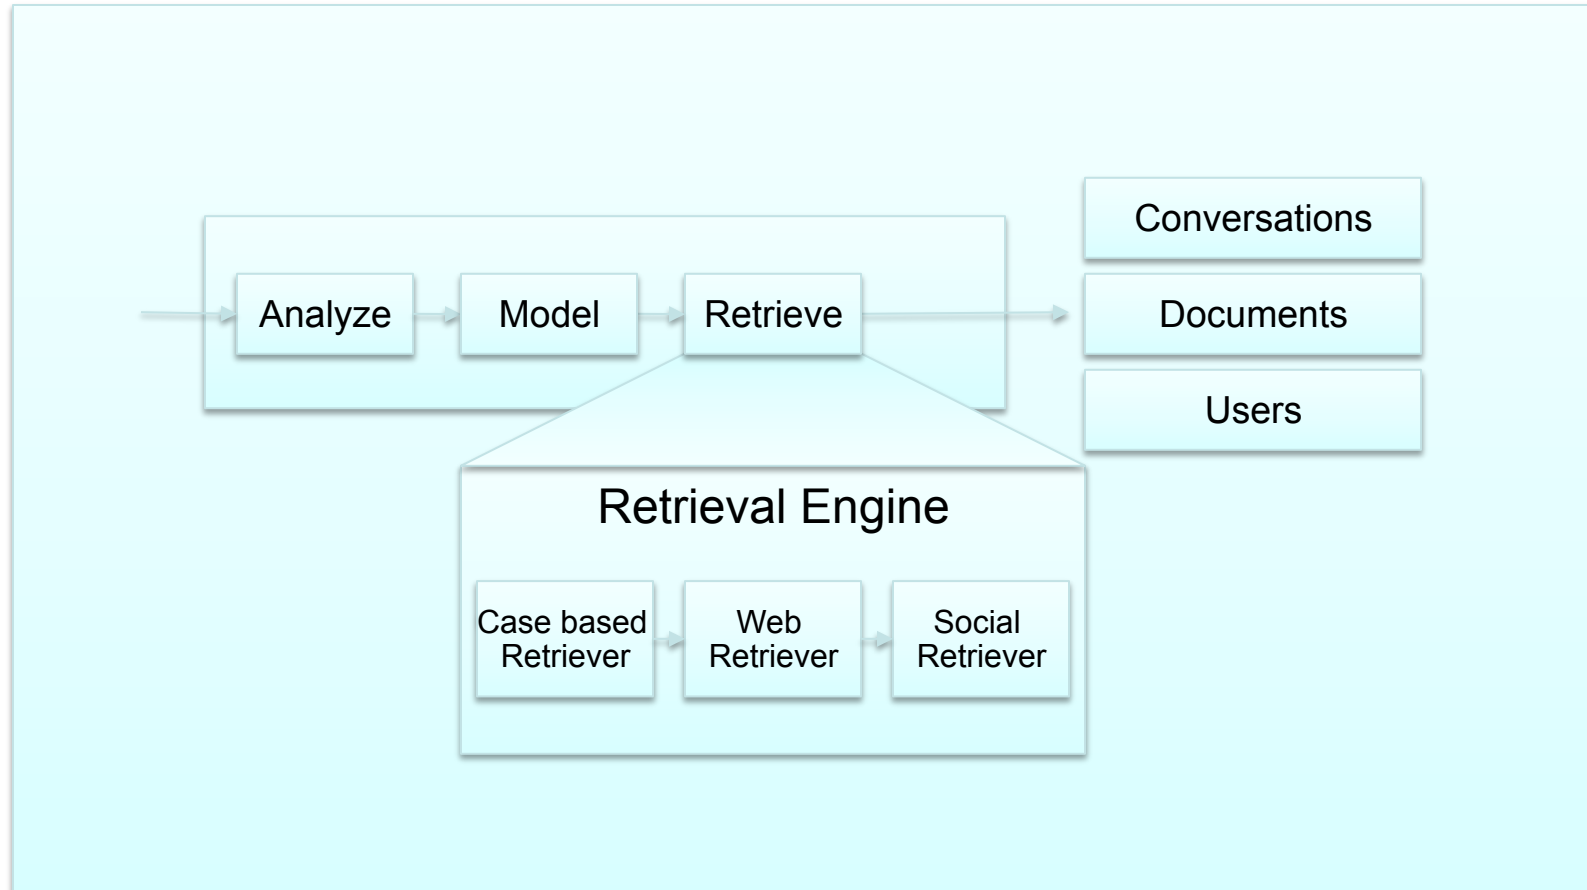 Conversations
Analyze
Model
Retrieve
Documents
Users
Retrieval Engine
Case based
Retriever
Web
Retriever
Social
Retriever